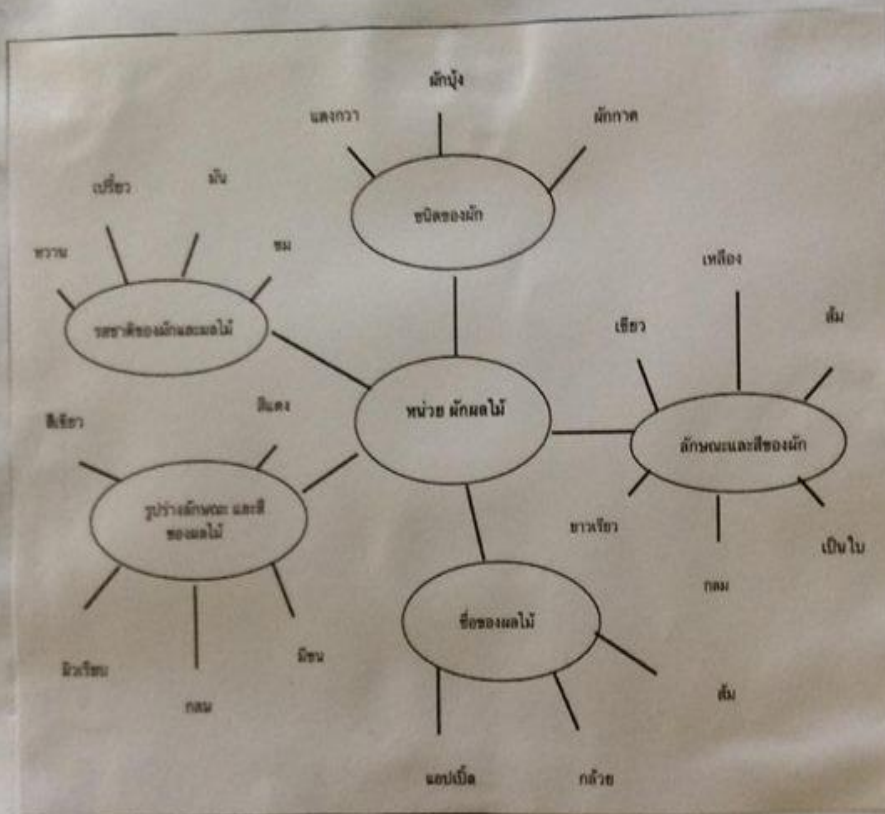 ผักบุ้ง
แตงกวา
ผักกาด
ชนิดของผัก
เปรี้ยว
มัน
หวาน
ขม
รสชาติของผักและผลไม้
เหลือง
เขียว
ส้ม
ลักษณะและสีของผัก
ยาวเรียว
กลม
เป็นใบ
หน่วย ผักผลไม้
สีเขียว
สีแดง
รูปร่างลักษณะ และสี
ของผลไม้
ผิวเรียบ
กลม
มีขน
ชื่อของผลไม้
ส้ม
แอปเปิ้ล
กล้วย